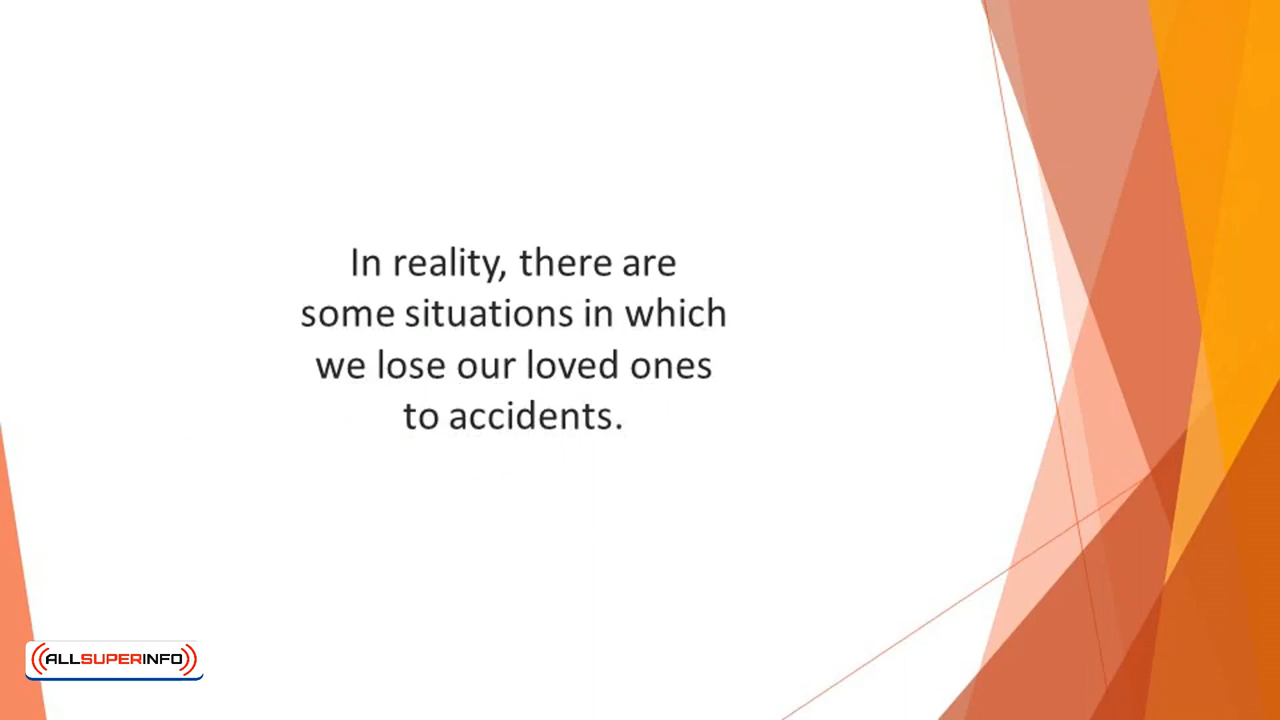 In reality, there are
some situations in which
we lose our loved ones
to accidents.
ALLSUPERINFO